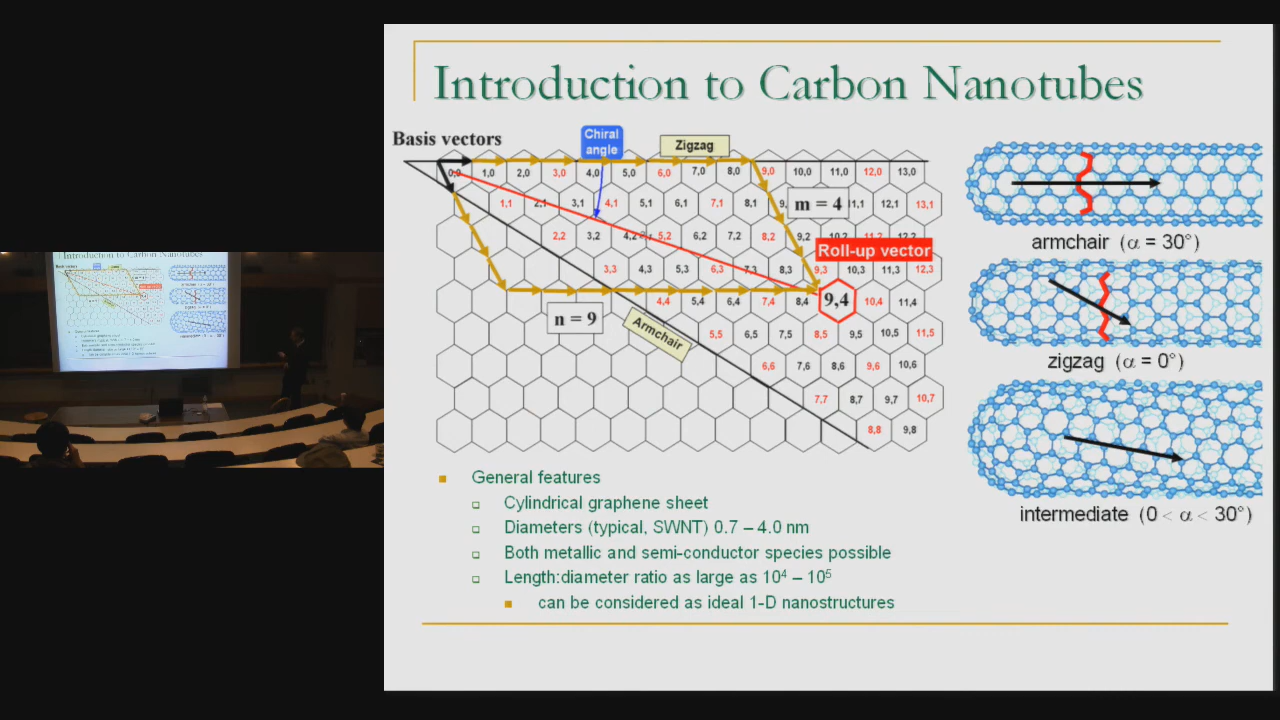 Introduction to Carbon Nanotubes
Basis vectors
Chiral angle
Zigzag
0,0 1,0 2,0 3,0 4,0 5,0 6,0 7,0 8,0 9,0 10,0 11,0 12,0 13,0
1,1 2,1 3,1 4,1 5,1 6,1 7,1 8,1 m = 4 11,1 12,1 13,1
2,2 3,2 5,2 6,2 7,2 8,2 9,2 10,2
Roll-up vector
3,3 4,3 5,3 6,3 7,3 8,3 9,3 10,3 11,3 12,3
4,4 5,4 6,4 7,4 8,4 9,4 10,4 11,4
n = 9
Armchair
5,5 6,5 7,5 8,5 9,5 10,5 11,5
6,6 7,6 8,6 9,6 10,6
7,7 8,7 9,7 10,7
8,8 9,8
armchair (α = 30°)
zigzag (α = 0°)
intermediate (0 < α < 30°)
General features
Cylindrical graphene sheet
Diameters (typical, SWNT) 0.7 – 4.0 nm
Both metallic and semi-conductor species possible
Length:diameter ratio as large as 10⁴ – 10⁵
can be considered as ideal 1-D nanostructures
Introduction to Carbon Nanotubes